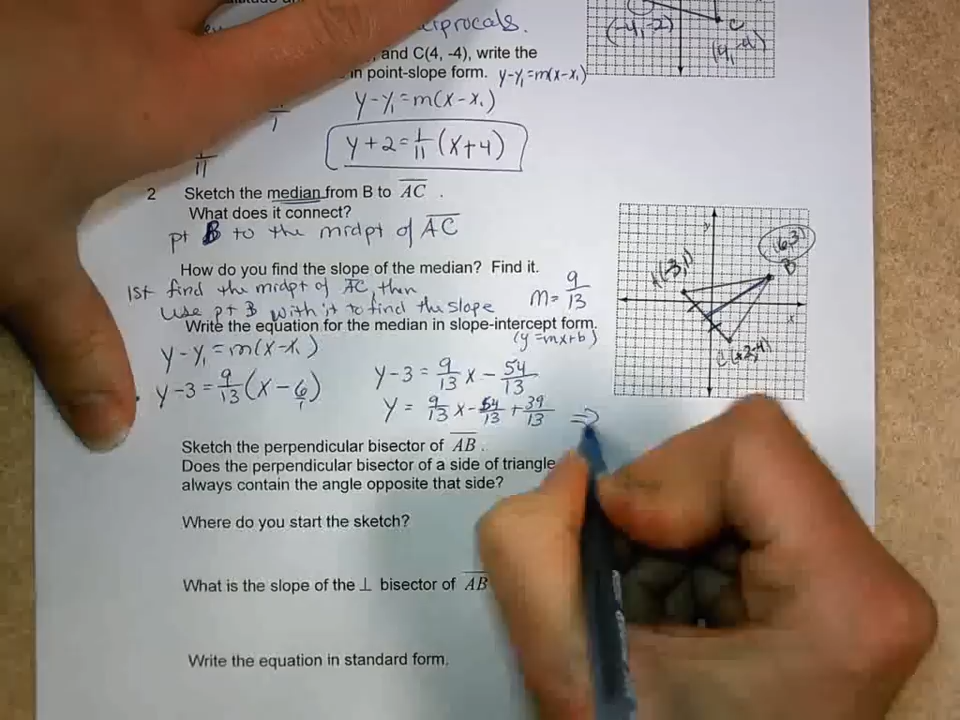 reciprocals.
(-4,-2)
C
and C(4, -4), write the
in point-slope form. y-y₁=m(x-x₁)
y-y₁=m(x-x₁)
y+2=1/11(x+4)
1/11
2 Sketch the median from B to AC .
What does it connect?
pt B to the midpt of AC
How do you find the slope of the median? Find it.
1st find the midpt of AC then
use pt B with it to find the slope
m=9/13
Write the equation for the median in slope-intercept form.
(y=mx+b)
y-y₁=m(x-x₁)
y-3=9/13(x-6/1)
y-3=9/13x-54/13
y=9/13x-54/13+39/13 ⇒
y
A(-3,1)
(6,3)
B
x
Sketch the perpendicular bisector of AB .
Does the perpendicular bisector of a side of triangle
always contain the angle opposite that side?
Where do you start the sketch?
What is the slope of the ⊥ bisector of AB
Write the equation in standard form.